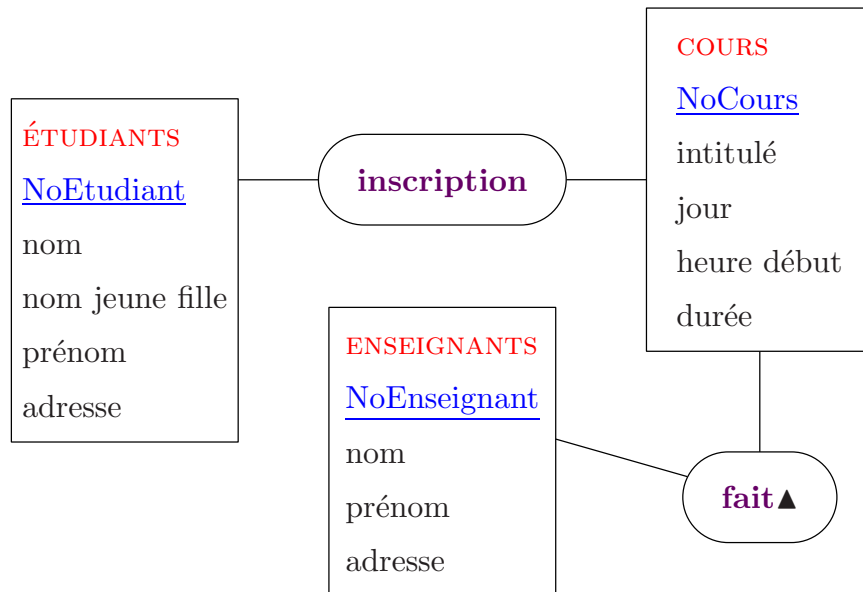 ÉTUDIANTS
NoEtudiant
nom
nom jeune fille
prénom
adresse
inscription
COURS
NoCours
intitulé
jour
heure début
durée
ENSEIGNANTS
NoEnseignant
nom
prénom
adresse
fait▲